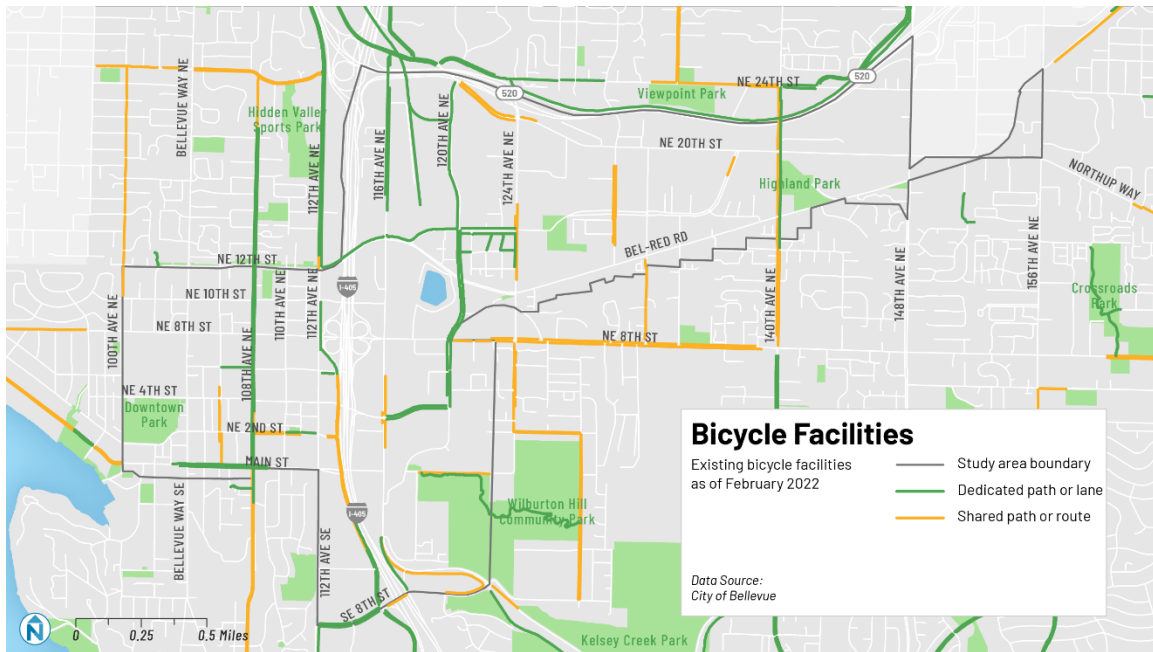 BELLEVUE WAY NE
Hidden Valley
Sports Park
112TH AVE NE
116TH AVE NE
120TH AVE NE
520
124TH AVE NE
Viewpoint Park
NE 24TH ST
520
NE 20TH ST
Highland Park
NORTHUP WAY
BEL-RED RD
140TH AVE NE
148TH AVE NE
156TH AVE NE
Crossroads
Park
NE 12TH ST
I-405
NE 10TH ST
110TH AVE NE
112TH AVE NE
100TH AVE NE
NE 8TH ST
NE 8TH ST
108TH AVE NE
NE 4TH ST
Downtown
Park
NE 2ND ST
MAIN ST
BELLEVUE WAY SE
112TH AVE SE
I-405
Wilburton Hill
Community Park
SE 8TH ST
Kelsey Creek Park
Bicycle Facilities
Existing bicycle facilities
as of February 2022
Study area boundary
Dedicated path or lane
Shared path or route
Data Source:
City of Bellevue
N
0 0.25 0.5 Miles